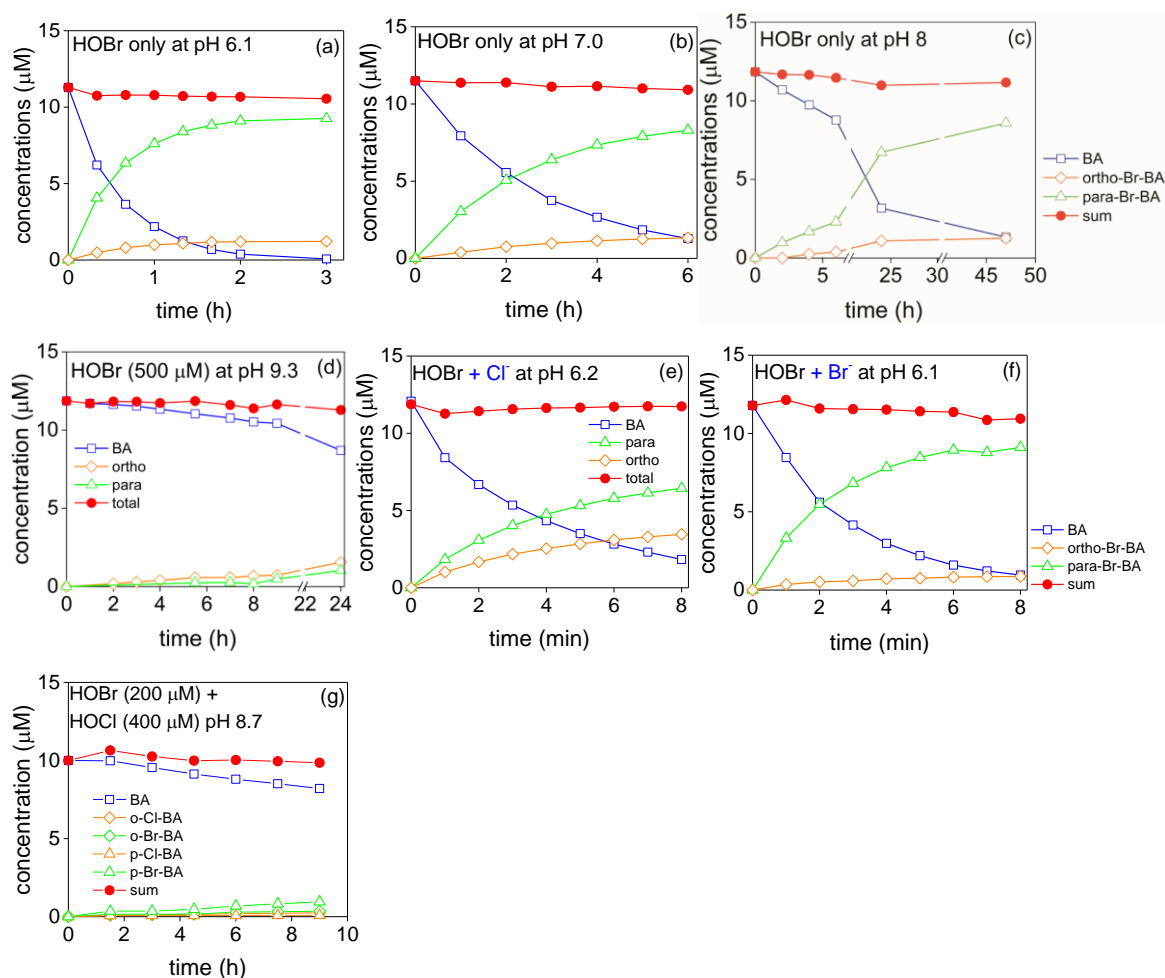 HOBr only at pH 6.1
(a)
15
10
5
0
concentrations (μM)
0
1
2
3
time (h)
HOBr only at pH 7.0
(b)
15
10
5
0
concentrations (μM)
0
2
4
6
time (h)
HOBr only at pH 8
(c)
15
10
5
0
concentrations (μM)
0
5
25
30
45
50
time (h)
BA
ortho-Br-BA
para-Br-BA
sum
HOBr (500 μM) at pH 9.3
(d)
15
10
5
0
concentration (μM)
BA
ortho
para
total
0
2
4
6
8
22
24
time (h)
HOBr + Cl⁻ at pH 6.2
(e)
15
10
5
0
concentrations (μM)
BA
para
ortho
total
0
2
4
6
8
time (min)
HOBr + Br⁻ at pH 6.1
(f)
15
10
5
0
concentrations (μM)
0
2
4
6
8
time (min)
BA
ortho-Br-BA
para-Br-BA
sum
HOBr (200 μM) +
(g)
HOCl (400 μM) pH 8.7
15
10
5
0
concentration (μM)
BA
o-Cl-BA
o-Br-BA
p-Cl-BA
p-Br-BA
sum
0
2
4
6
8
10
time (h)